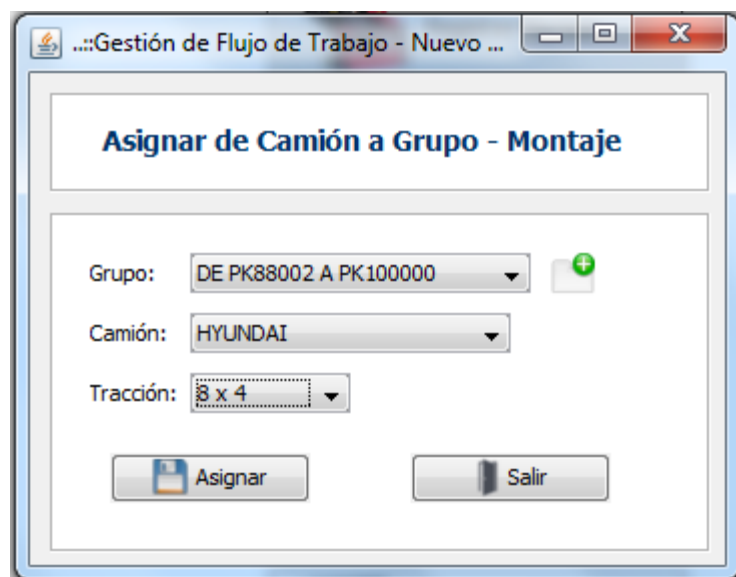 ..::Gestión de Flujo de Trabajo - Nuevo ...
Asignar de Camión a Grupo - Montaje
Grupo: DE PK88002 A PK100000
Camión: HYUNDAI
Tracción: 8 x 4
Asignar Salir